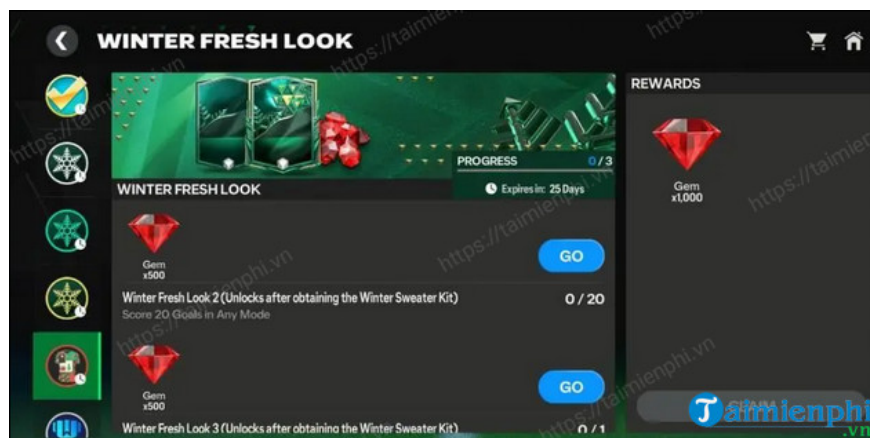 WINTER FRESH LOOK
REWARDS
PROGRESS 0/3
WINTER FRESH LOOK
Expires in: 25 Days
Gem
x1,000
Gem
x500
GO
Winter Fresh Look 2 (Unlocks after obtaining the Winter Sweater Kit) 0 / 20
Score 20 Goals in Any Mode
Gem
x500
GO
CLAIM
Taimienphi
.vn
Winter Fresh Look 3 (Unlocks after obtaining the Winter Sweater Kit) 0 / 1
https://taimienphi.vn